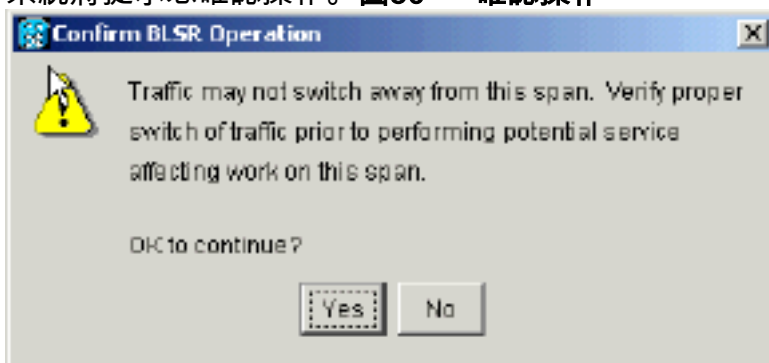 Confirm BLSR Operation
Traffic may not switch away from this span. Verify proper
switch of traffic prior to performing potential service
affecting work on this span.
OK to continue?
Yes No